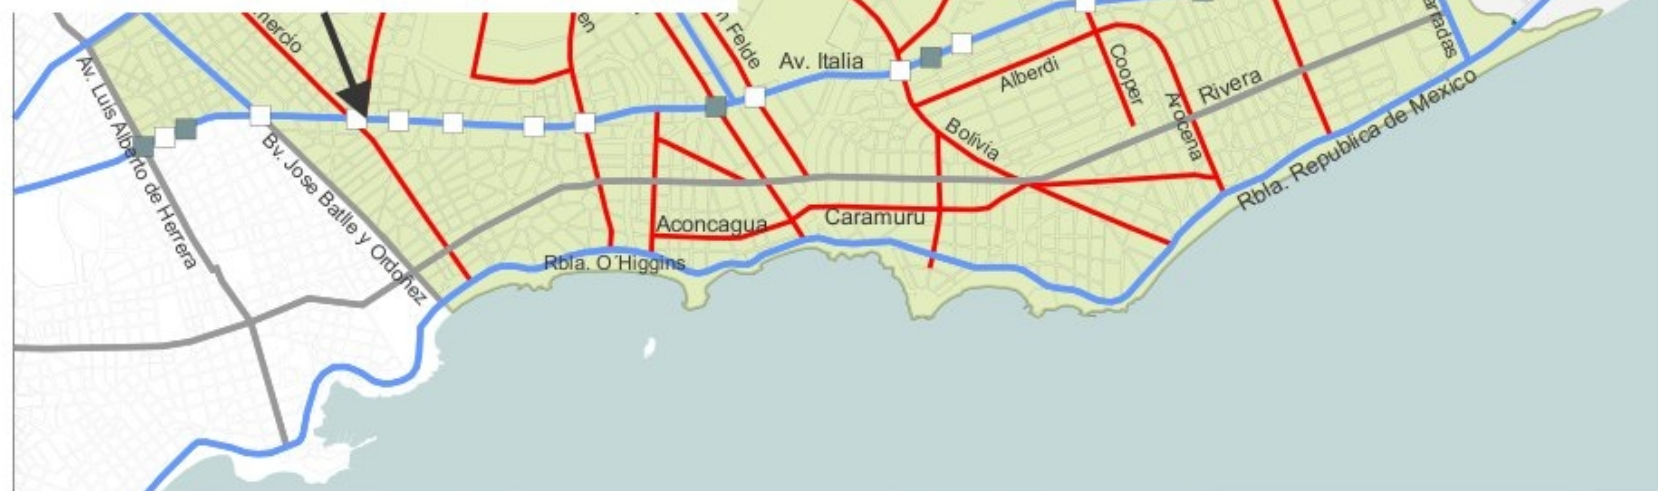 Felde
Av. Italia
Alberdi
Cooper
Rivera
Arocena
Av. Luis Alberto de Herrera
Bolivia
Bv. Jose Batlle y Ordoñez
Rbla. Republica de Mexico
Aconcagua
Caramuru
Rbla. O´Higgins